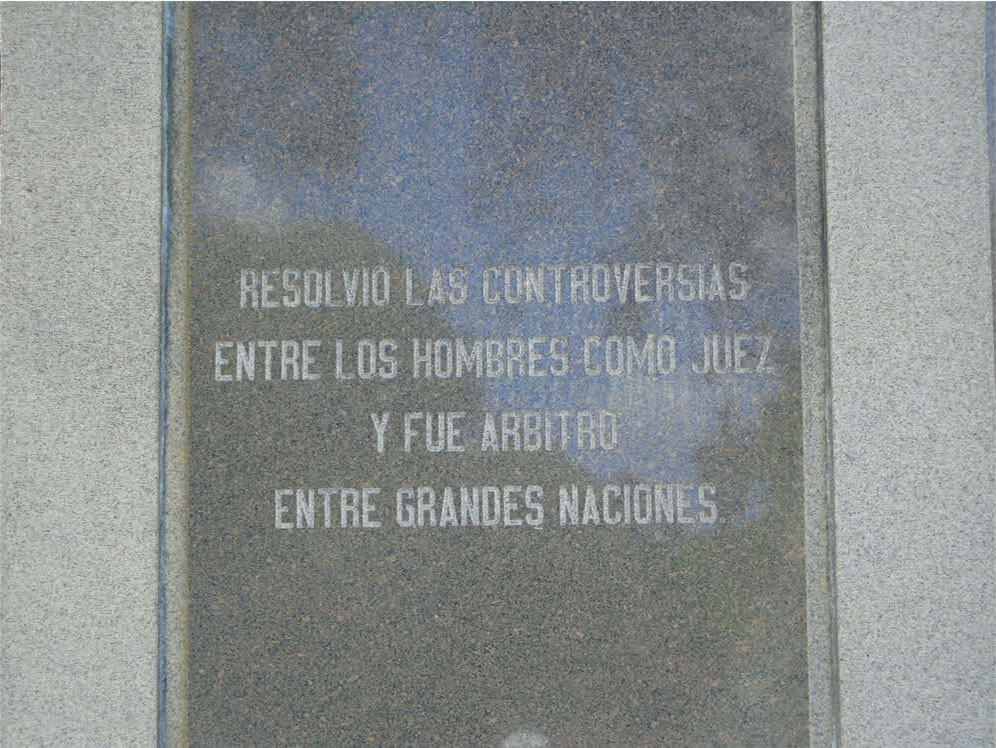 RESOLVIO LAS CONTROVERSIAS
ENTRE LOS HOMBRES COMO JUEZ
Y FUE ARBITRO
ENTRE GRANDES NACIONES.